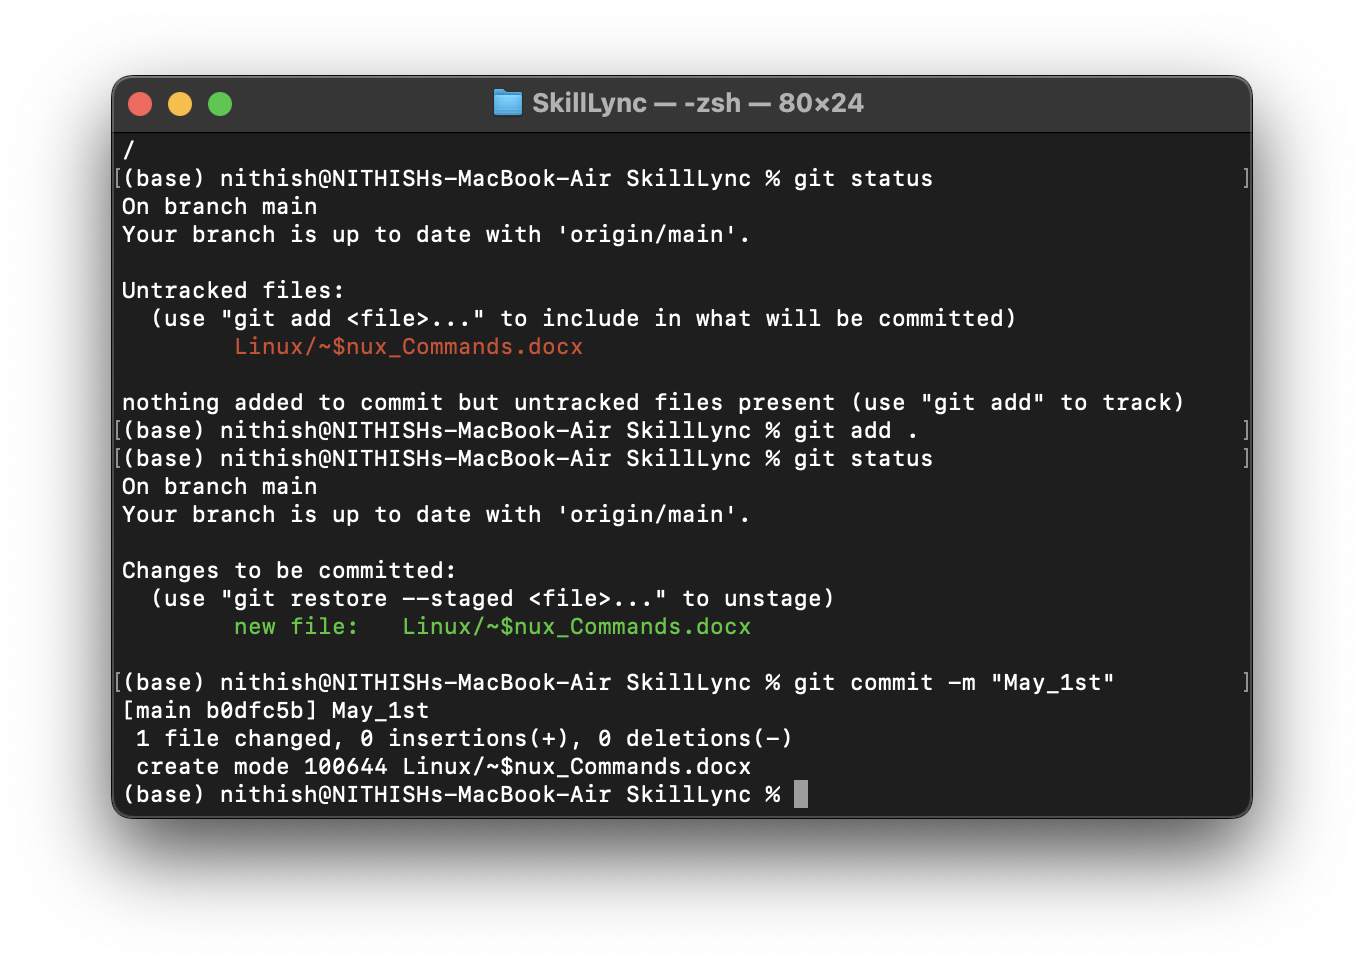 SkillLync — -zsh — 80×24
/
[(base) nithish@NITHISHs-MacBook-Air SkillLync % git status ]
On branch main
Your branch is up to date with 'origin/main'.
Untracked files:
(use "git add <file>..." to include in what will be committed)
Linux/~$nux_Commands.docx
nothing added to commit but untracked files present (use "git add" to track)
[(base) nithish@NITHISHs-MacBook-Air SkillLync % git add . ]
[(base) nithish@NITHISHs-MacBook-Air SkillLync % git status ]
On branch main
Your branch is up to date with 'origin/main'.
Changes to be committed:
(use "git restore --staged <file>..." to unstage)
new file:   Linux/~$nux_Commands.docx
[(base) nithish@NITHISHs-MacBook-Air SkillLync % git commit -m "May_1st" ]
[main b0dfc5b] May_1st
1 file changed, 0 insertions(+), 0 deletions(-)
create mode 100644 Linux/~$nux_Commands.docx
(base) nithish@NITHISHs-MacBook-Air SkillLync %